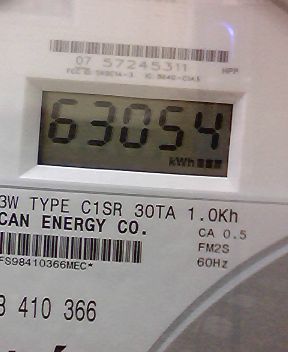 07 57245311
HPP
63054
kWh
3W TYPE C1SR 30TA 1.0Kh
CAN ENERGY CO.
CA 0.5
FM2S
FS98410366MEC*
60Hz
410 366